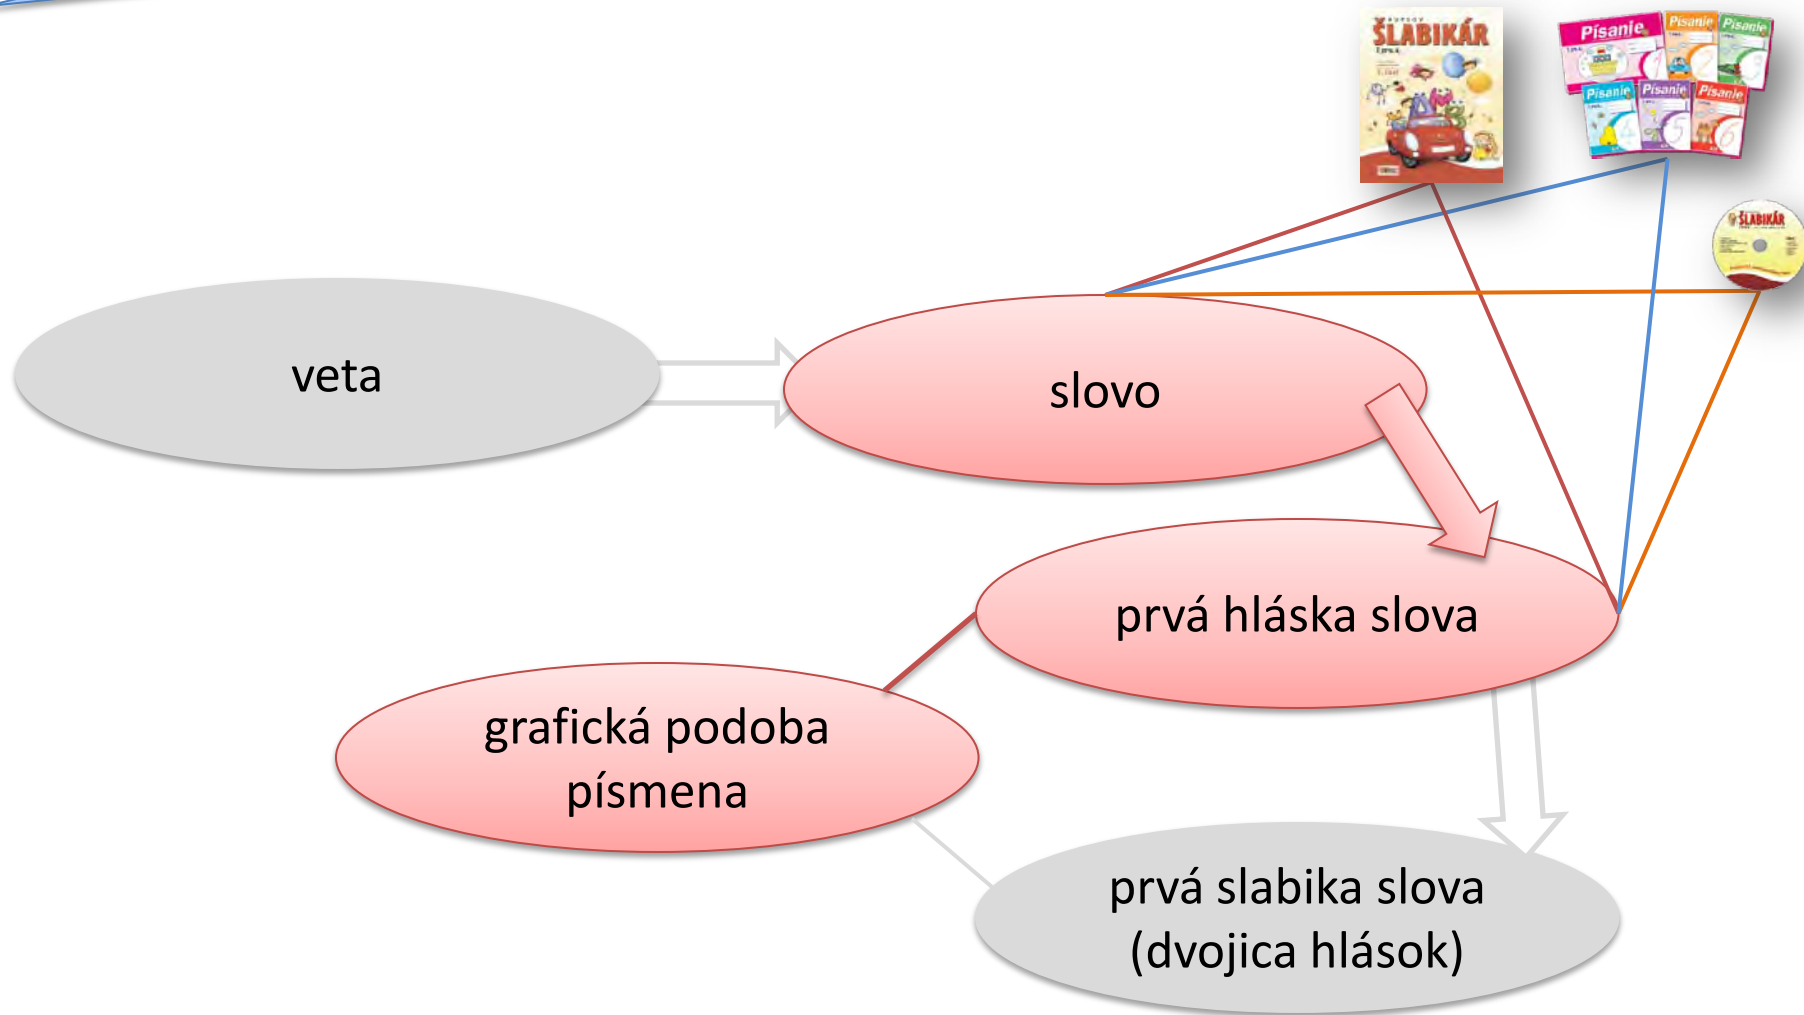 ŠLABIKÁR
Písanie
Písanie
Písanie
Písanie
Písanie
Písanie
ŠLABIKÁR
veta
slovo
prvá hláska slova
grafická podoba
písmena
prvá slabika slova
(dvojica hlások)